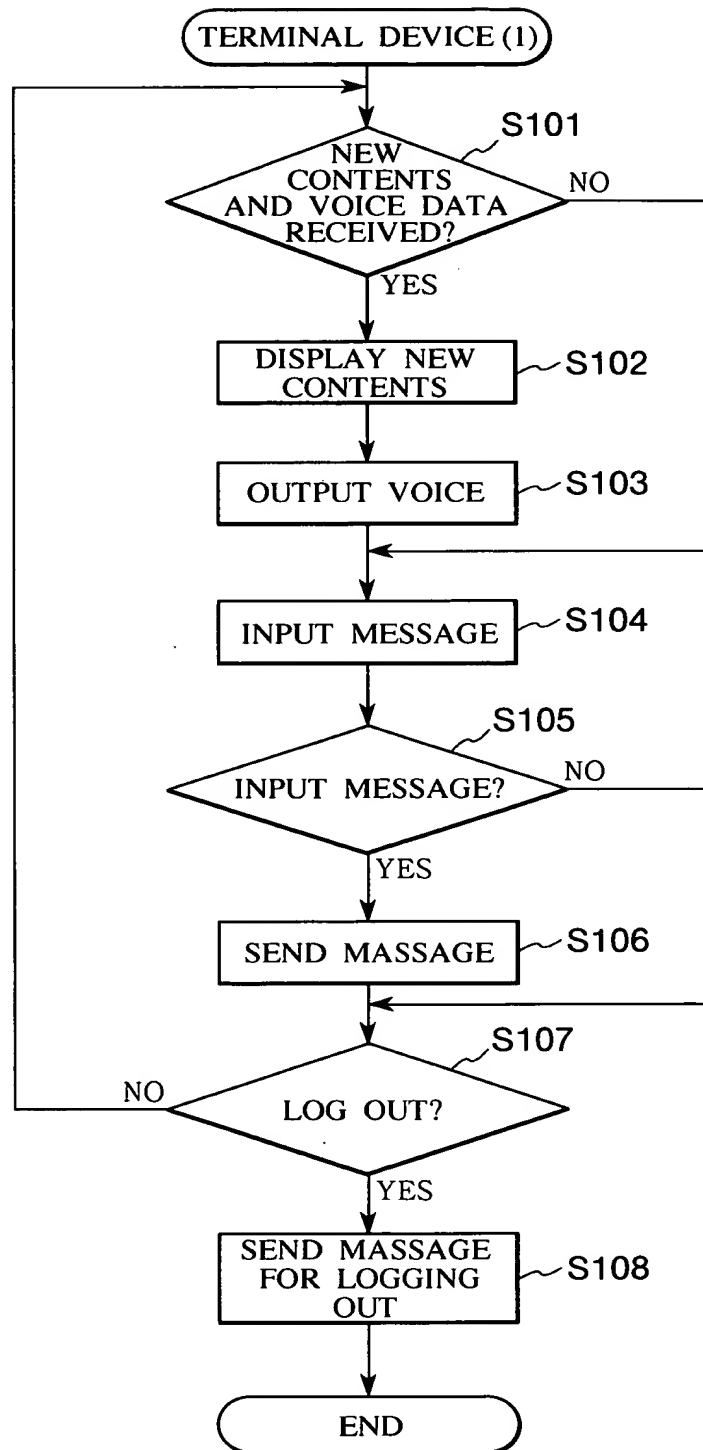 TERMINAL DEVICE (1)
S101
NEW
CONTENTS
AND VOICE DATA
RECEIVED?
NO
YES
DISPLAY NEW
CONTENTS
S102
OUTPUT VOICE
S103
INPUT MESSAGE
S104
S105
INPUT MESSAGE?
NO
YES
SEND MASSAGE
S106
S107
NO
LOG OUT?
YES
SEND MASSAGE
FOR LOGGING
OUT
S108
END